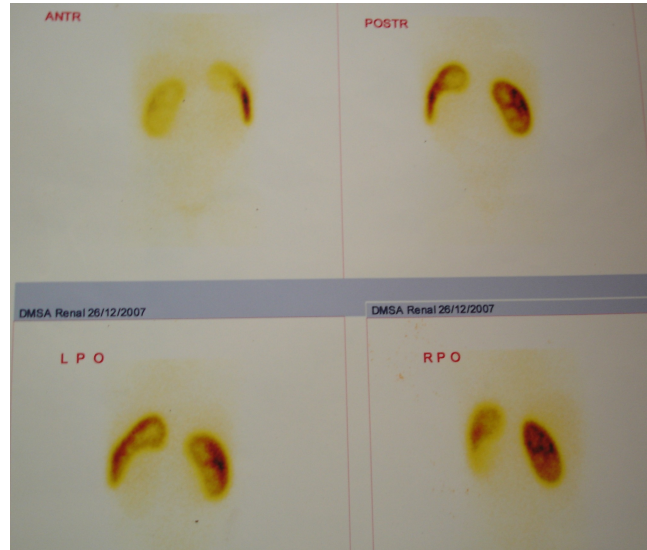 ANTR
POSTR
DMSA Renal 26/12/2007
DMSA Renal 26/12/2007
L P O
R P O